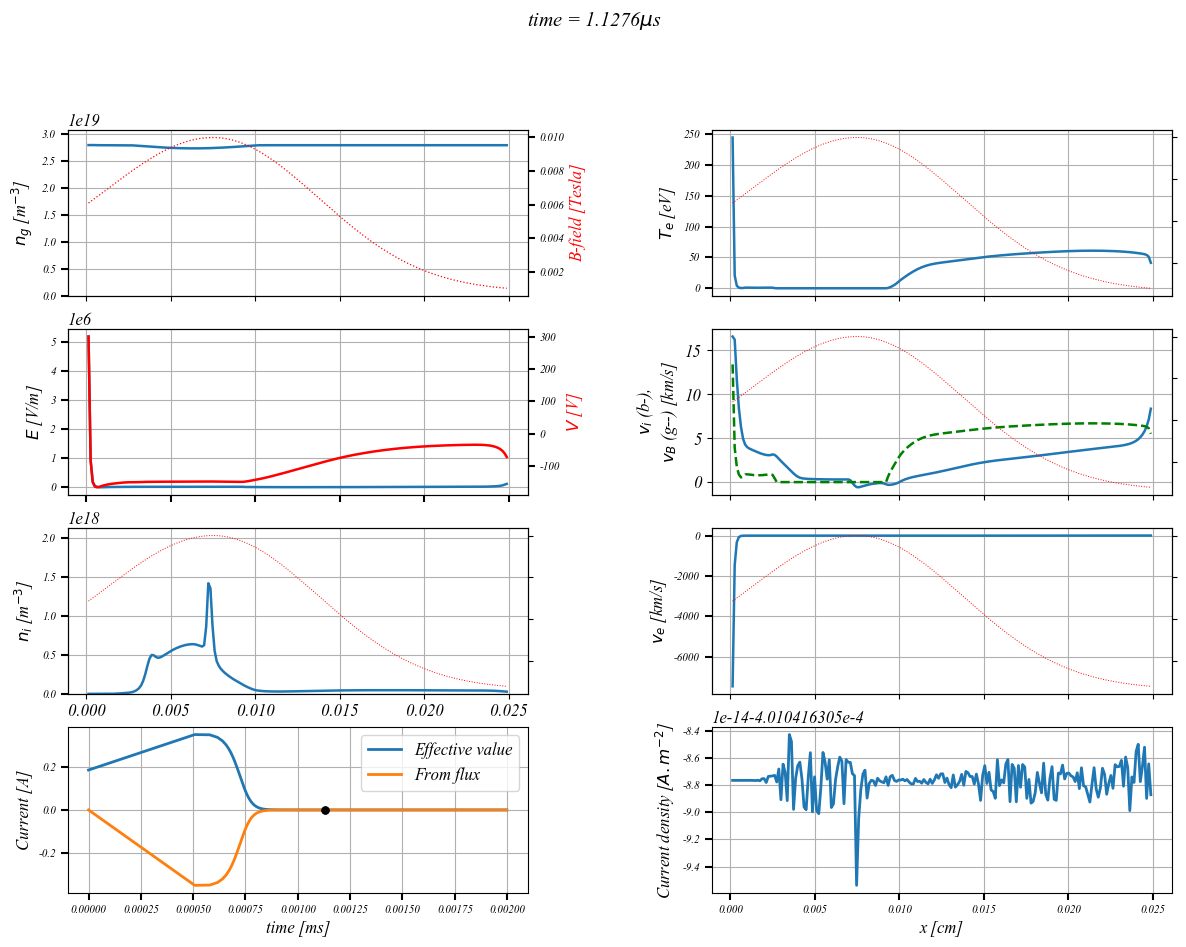 time = 1.1276μs
1e19
3.0
2.5
2.0
1.5
1.0
0.5
0.0
n_g [m^{-3}]
0.010
0.008
0.006
0.004
0.002
B-field [Tesla]
250
200
150
100
50
0
T_e [eV]
1e6
5
4
3
2
1
0
E [V/m]
300
200
100
0
-100
V [V]
15
10
5
0
v_i (b-),
v_B (g--) [km/s]
1e18
2.0
1.5
1.0
0.5
0.0
n_i [m^{-3}]
0.000 0.005 0.010 0.015 0.020 0.025
0
-2000
-4000
-6000
v_e [km/s]
0.2
0.0
-0.2
Current [A]
Effective value
From flux
0.00000 0.00025 0.00050 0.00075 0.00100 0.00125 0.00150 0.00175 0.00200
time [ms]
1e-14-4.010416305e-4
-8.4
-8.6
-8.8
-9.0
-9.2
-9.4
Current density [A.m^{-2}]
0.000 0.005 0.010 0.015 0.020 0.025
x [cm]